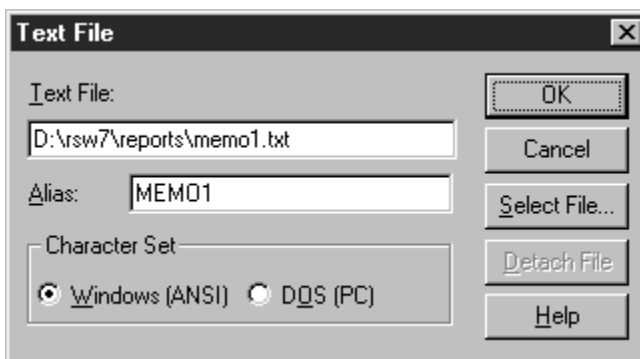 Text File
Text File:
D:\rsw7\reports\memo1.txt
Alias:
MEMO1
Character Set
Windows (ANSI)
DOS (PC)
OK
Cancel
Select File...
Detach File
Help